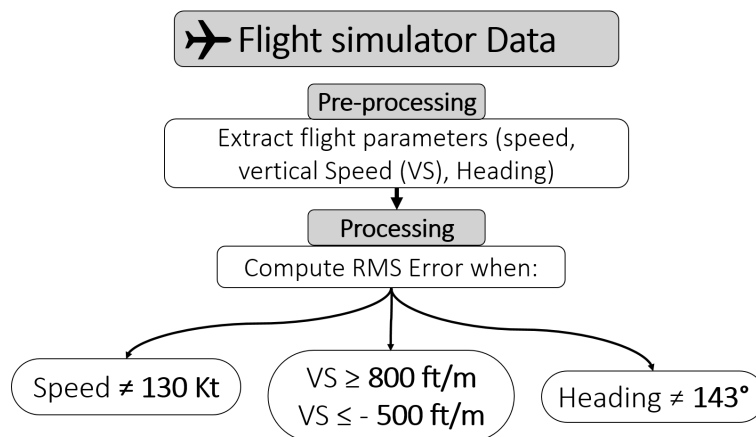 Flight simulator Data
Pre-processing
Extract flight parameters (speed,
vertical Speed (VS), Heading)
Processing
Compute RMS Error when:
Speed ≠ 130 Kt
VS ≥ 800 ft/m
VS ≤ - 500 ft/m
Heading ≠ 143°